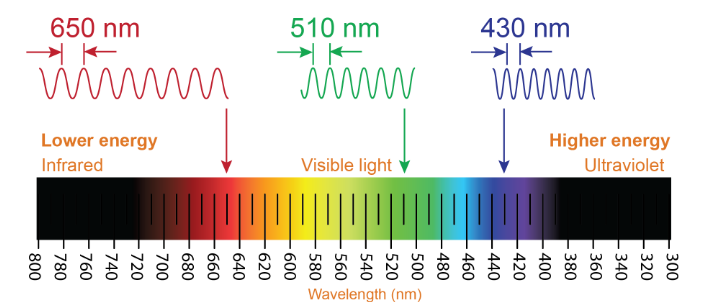 650 nm 510 nm 430 nm
Lower energy Higher energy
Infrared Visible light Ultraviolet
800 780 760 740 720 700 680 660 640 620 600 580 560 540 520 500 480 460 440 420 400 380 360 340 320 300
Wavelength (nm)